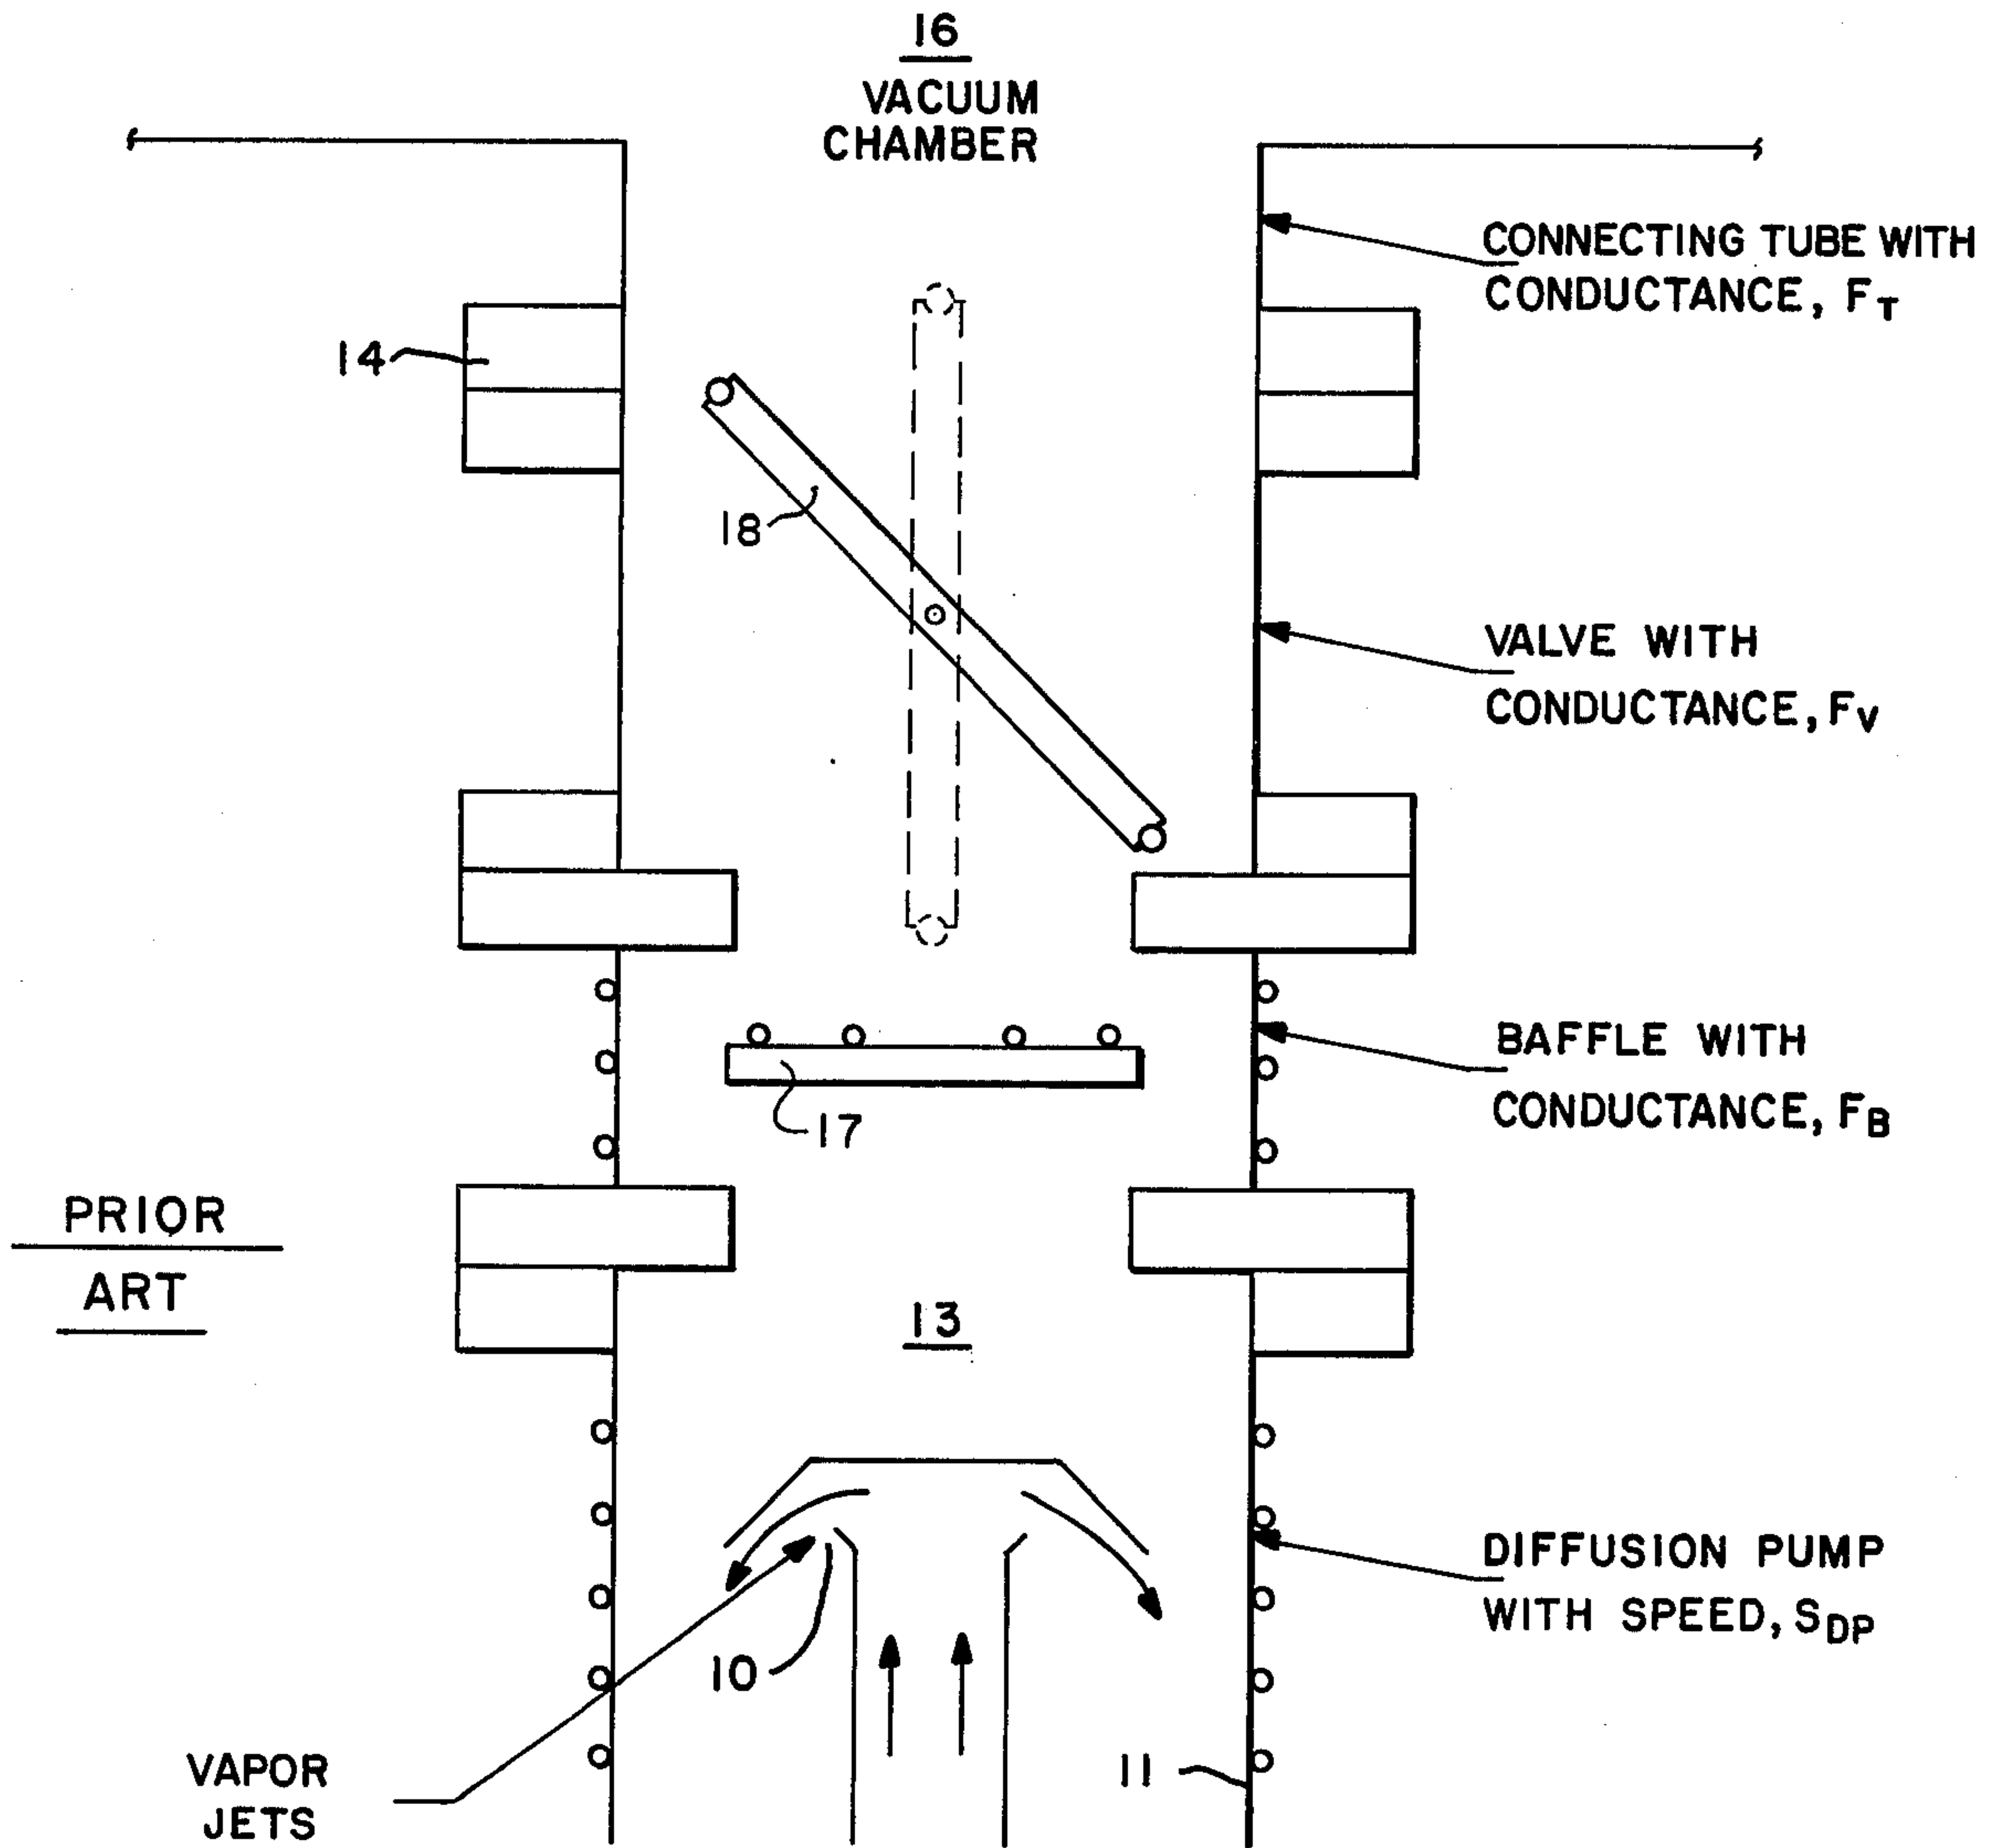 16
VACUUM
CHAMBER
CONNECTING TUBE WITH
CONDUCTANCE, FT
14
18
VALVE WITH
CONDUCTANCE, FV
BAFFLE WITH
CONDUCTANCE, FB
17
PRIOR
ART
13
DIFFUSION PUMP
WITH SPEED, SDP
10
VAPOR
JETS
11